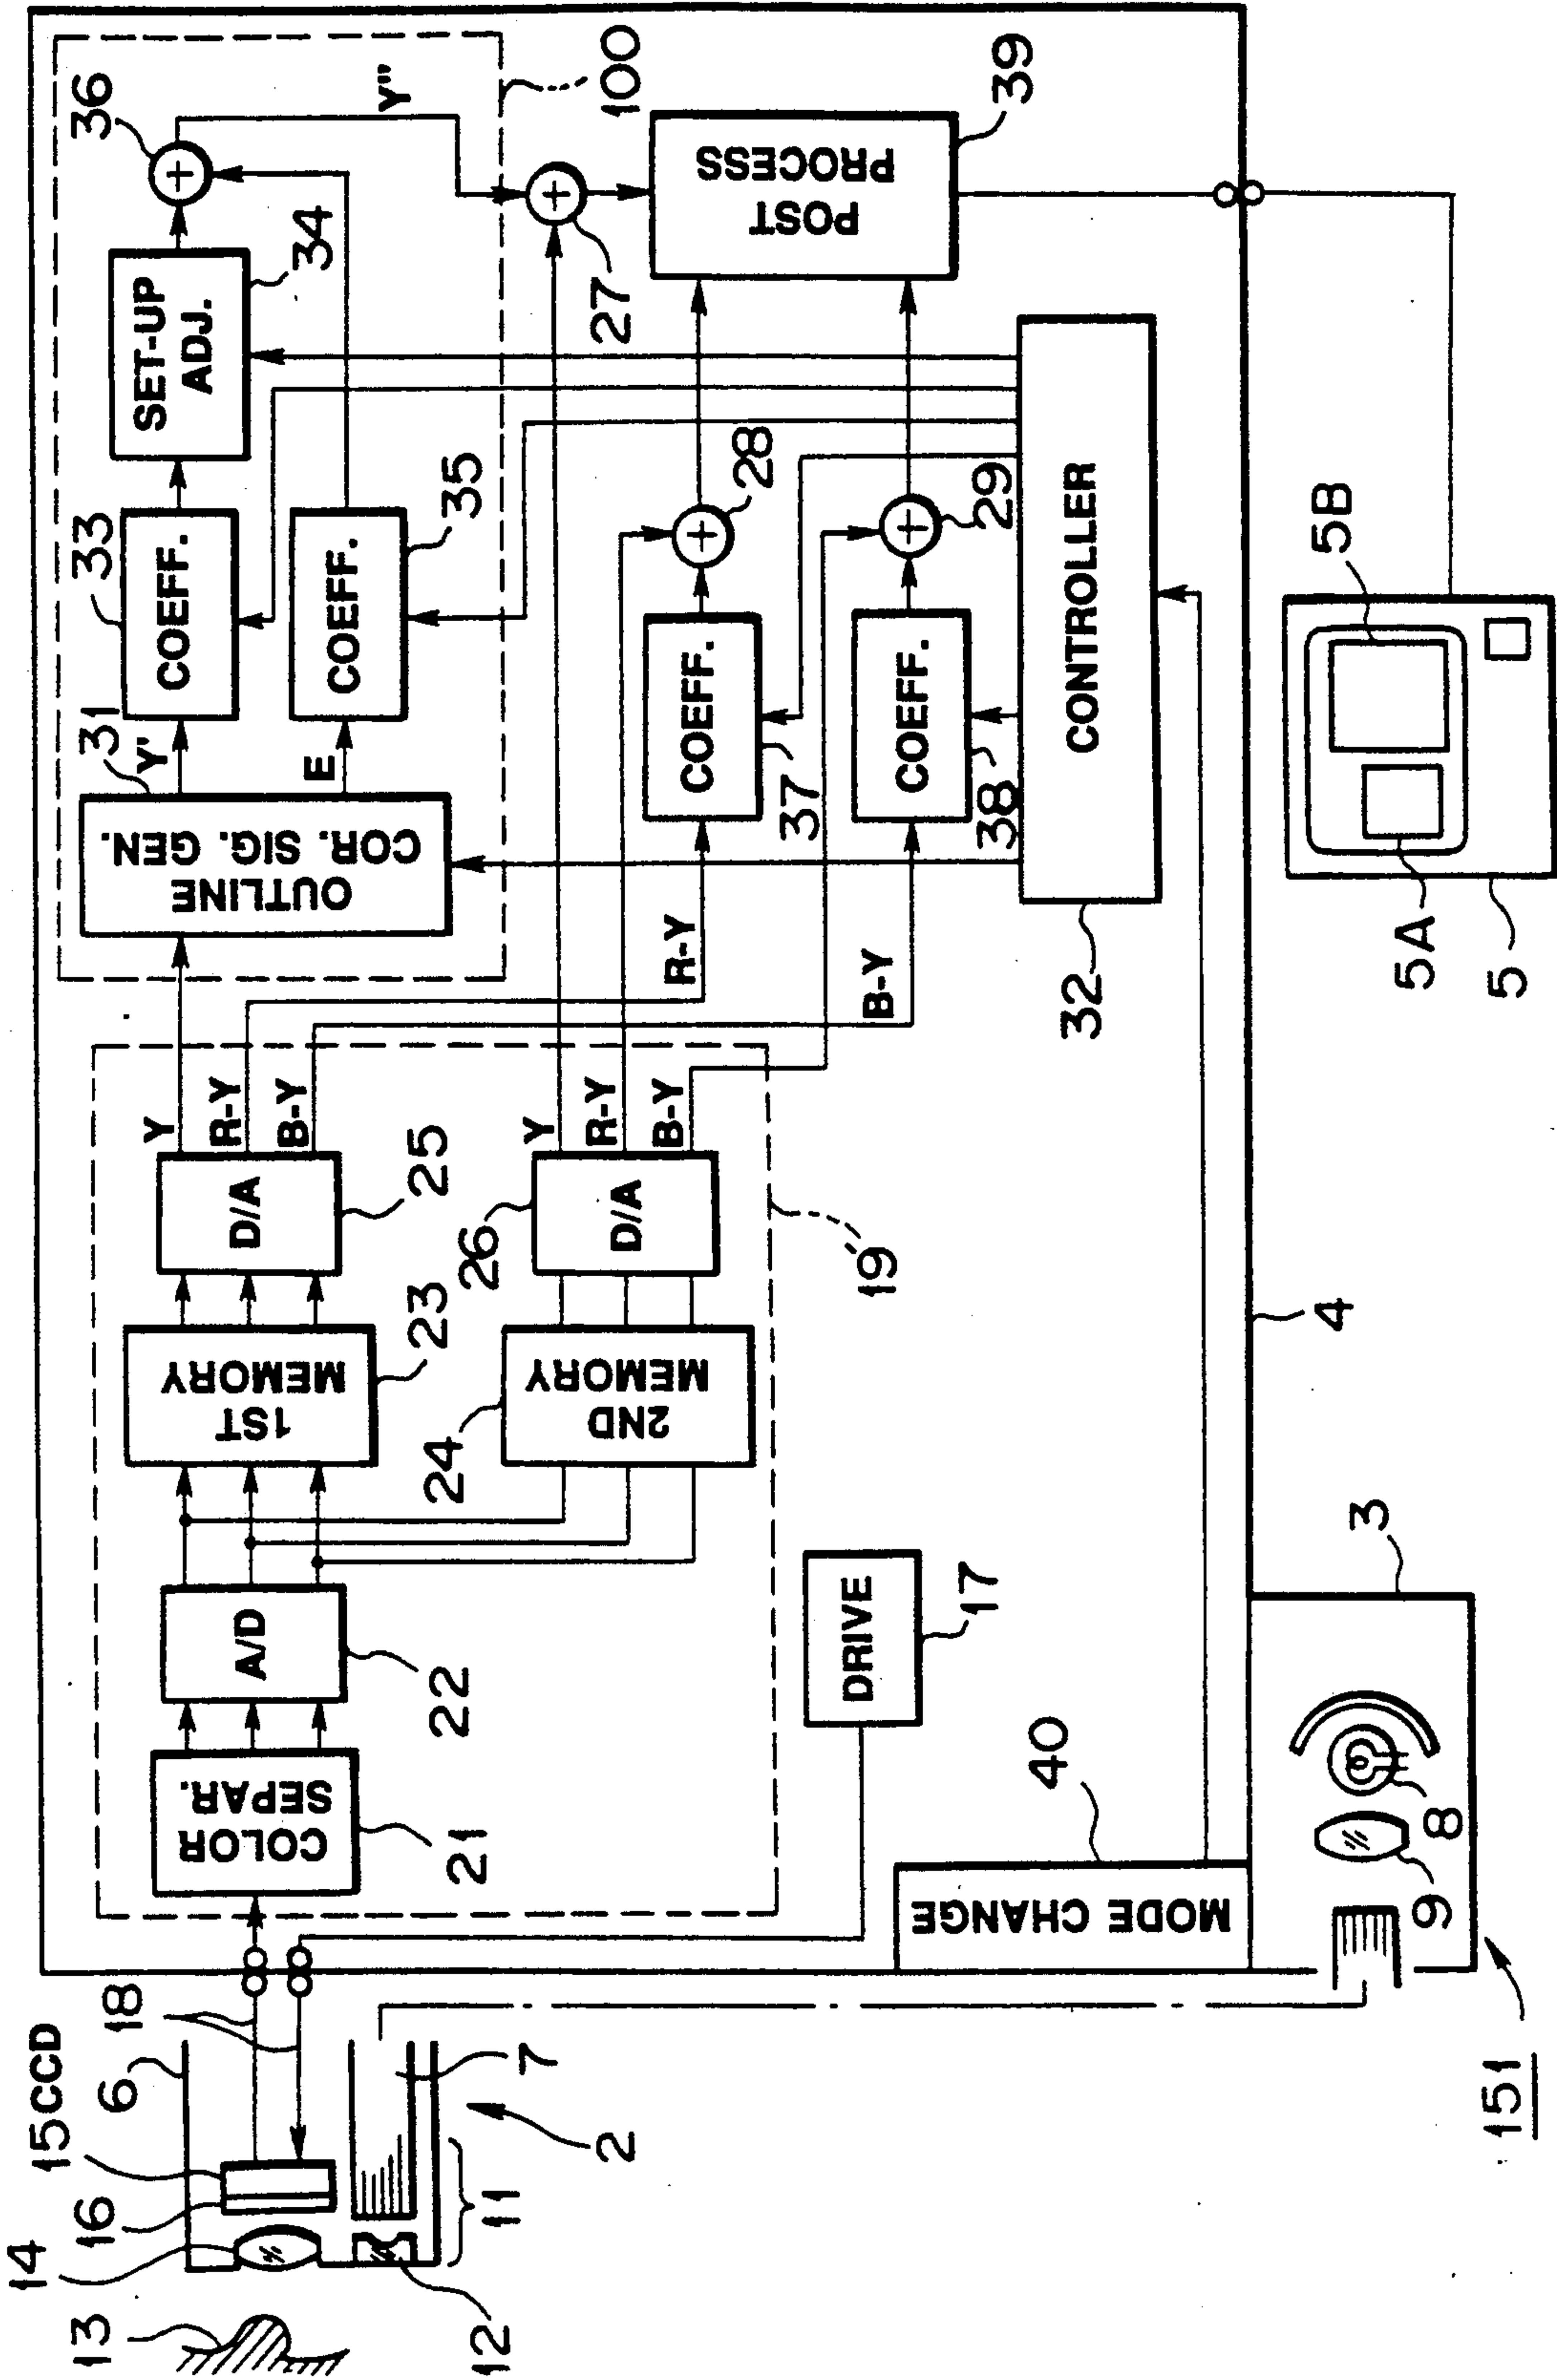 13
14
16
15CCD
6
18
12
11
2
7
COLOR
SEPAR.
21
A/D
22
1ST
MEMORY
23
2ND
MEMORY
24
D/A
25
D/A
26
19
Y
R-Y
B-Y
Y
R-Y
B-Y
R-Y
B-Y
OUTLINE
COR. SIG. GEN.
31
Y'
E
COEFF.
33
COEFF.
35
SET-UP
ADJ.
34
36
Y"
100
27
COEFF.
37
COEFF.
38
28
29
POST
PROCESS
39
CONTROLLER
32
DRIVE
17
MODE CHANGE
40
4
3
8
9
151
5A
5B
5